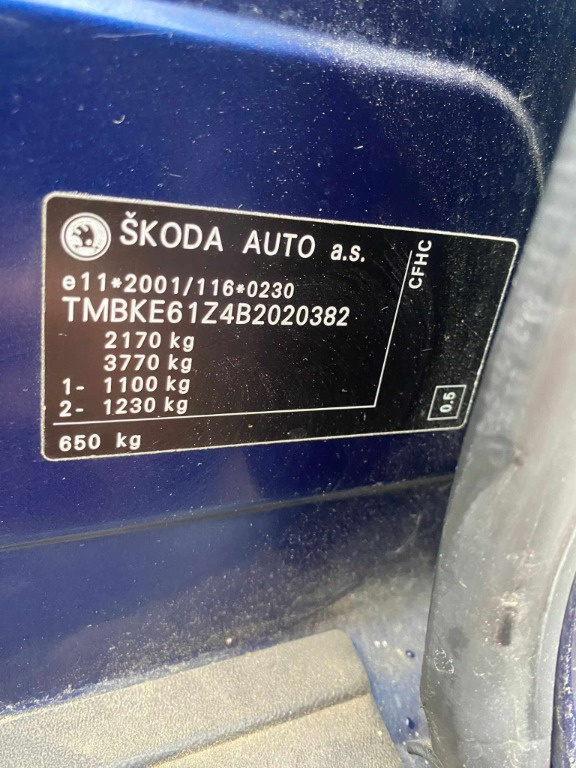 ŠKODA AUTO a.s.
e11*2001/116*0230
TMBKE61Z4B2020382
2170 kg
3770 kg
1- 1100 kg
2- 1230 kg
650 kg
CFHC
0.5